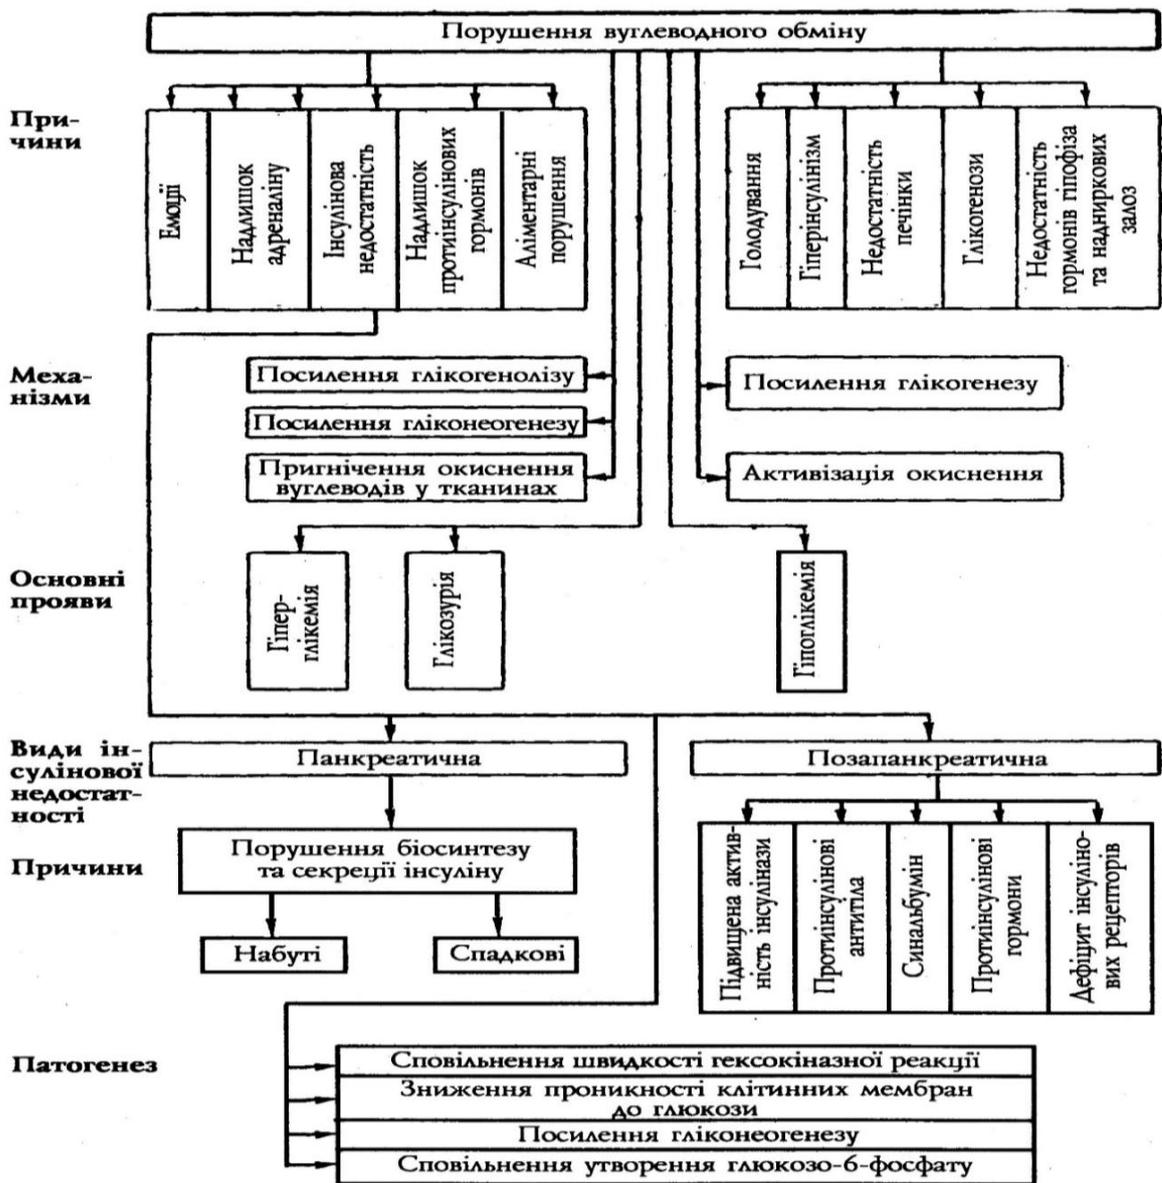 Порушення вуглеводного обміну
При-
чини
Емоції
Надлишок
адреналіну
Інсулінова
недостатність
Надлишок
протиінсулінових
гормонів
Аліментарні
порушення
Голодування
Гіперінсулінізм
Недостатність
печінки
Глікогенози
Недостатність
гормонів гіпофіза
та надниркових
залоз
Меха-
нізми
Посилення глікогенолізу
Посилення гліконеогенезу
Пригнічення окиснення
вуглеводів у тканинах
Посилення глікогенезу
Активізація окиснення
Основні
прояви
Гіпер-
глікемія
Глікозурія
Гіпоглікемія
Види ін-
сулінової
недостат-
ності
Панкреатична
Позапанкреатична
Причини
Порушення біосинтезу
та секреції інсуліну
Набуті
Спадкові
Підвищена актив-
ність інсулінази
Протиінсулінові
антитіла
Синальбумін
Протиінсулінові
гормони
Дефіцит інсуліно-
вих рецепторів
Патогенез
Сповільнення швидкості гексокіназної реакції
Зниження проникності клітинних мембран
до глюкози
Посилення гліконеогенезу
Сповільнення утворення глюкозо-6-фосфату